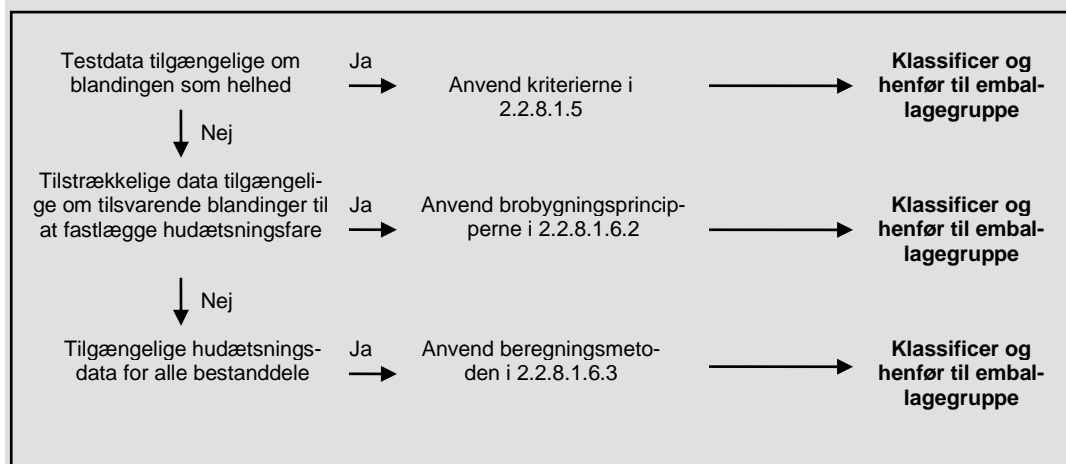 Testdata tilgængelige om
blandingen som helhed
Ja
Anvend kriterierne i
2.2.8.1.5
Klassificer og
henfør til embal-
lagegruppe
Nej
Tilstrækkelige data tilgængeli-
ge om tilsvarende blandinger til
at fastlægge hudætsningsfare
Ja
Anvend brobygningsprincip-
perne i 2.2.8.1.6.2
Klassificer og
henfør til embal-
lagegruppe
Nej
Tilgængelige hudætsnings-
data for alle bestanddele
Ja
Anvend beregningsmeto-
den i 2.2.8.1.6.3
Klassificer og
henfør til embal-
lagegruppe